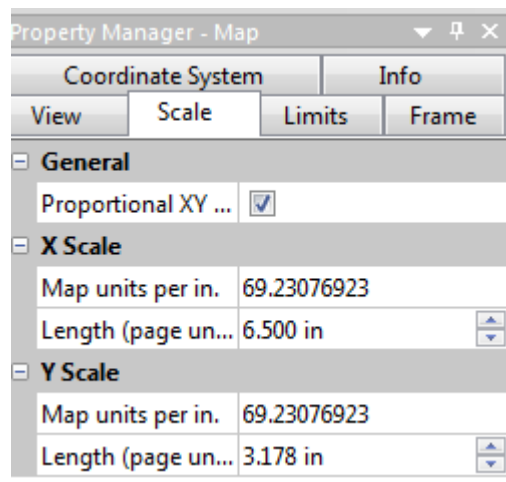 Property Manager - Map
Coordinate System Info
View Scale Limits Frame
General
Proportional XY ...
X Scale
Map units per in. 69.23076923
Length (page un... 6.500 in
Y Scale
Map units per in. 69.23076923
Length (page un... 3.178 in